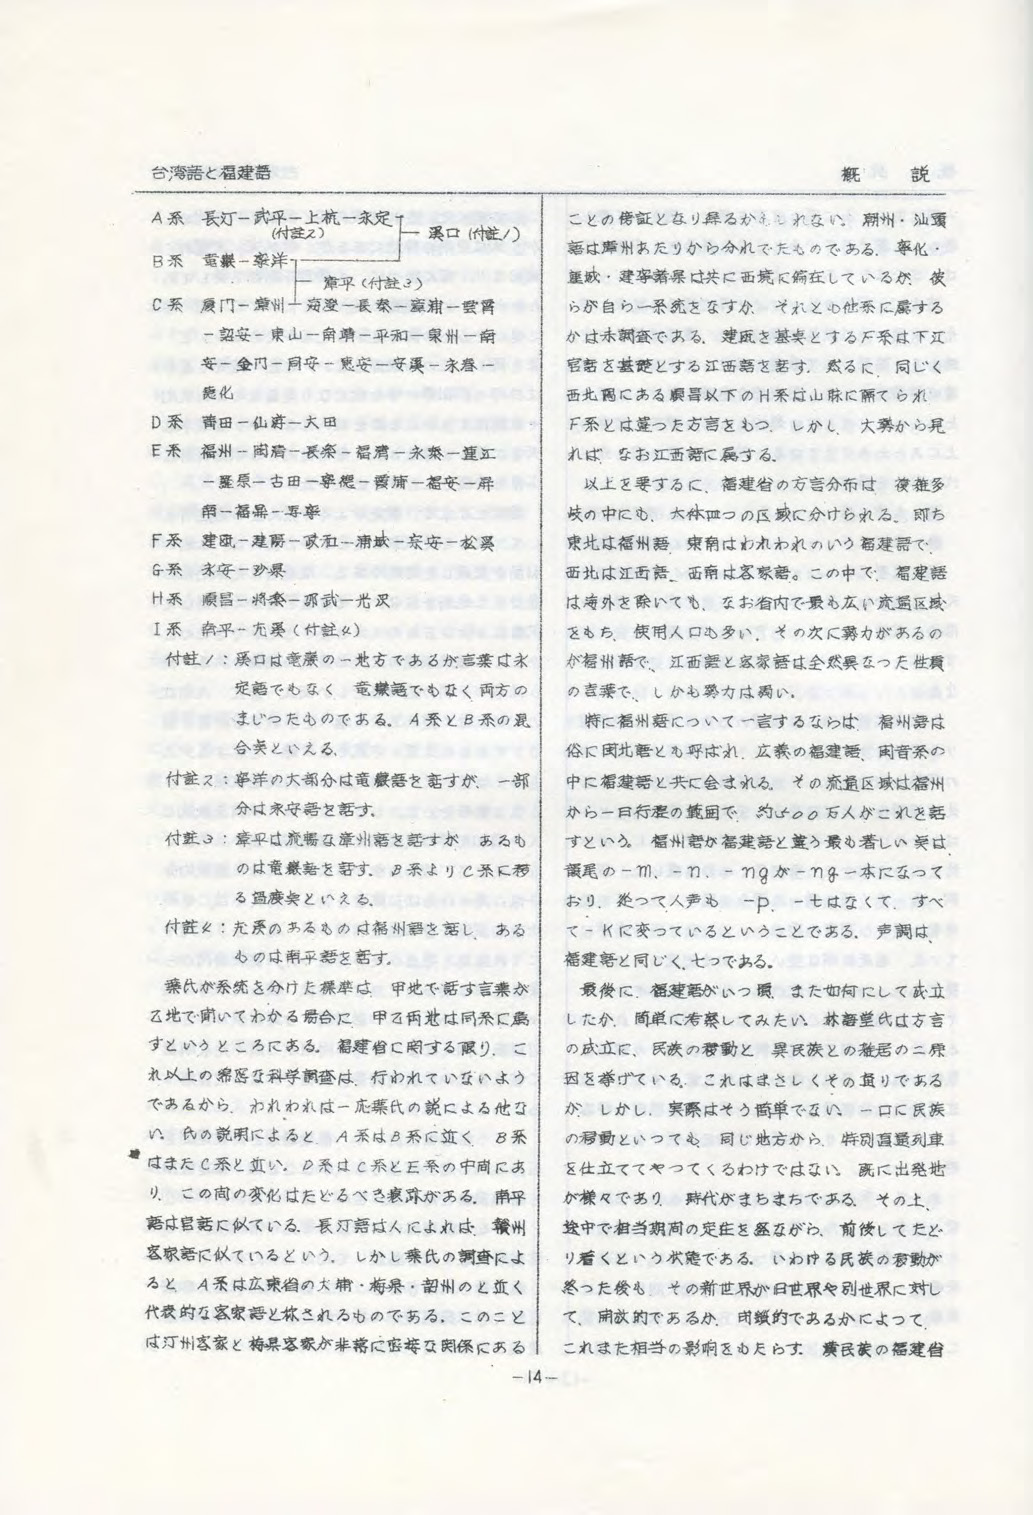 台湾語と福建語
概説
A系 長汀－武平－上杭－永定
(付註2)
溪口(付註1)
B系 竜巖－寧洋
漳平(付註3)
C系 厦門－漳州－海澄－長泰－漳浦－雲霄
－詔安－東山－南靖－平和－泉州－南
安－金門－同安－恵安－安溪－永春－
徳化
D系 莆田－仙游－大田
E系 福州－閩清－長楽－福清－永泰－連江
－羅原－古田－寧徳－霞浦－福安－屏
南－福鼎－寿寧
F系 建甌－建陽－政和－浦城－崇安－松溪
G系 永安－沙県
H系 順昌－将楽－邵武－光沢
I系 南平－尤溪(付註4)
付註1：溪口は竜巖の一地方であるが言葉は永
定語でもなく、竜巖語でもなく両方の
まじったものである。A系とB系の混
合点といえる。
付註2：寧洋の大部分は竜巖語を話すが、一部
分は永安語を話す。
付註3：漳平は流暢な漳州語を話すが、あるも
のは竜巖語を話す。B系よりC系に移
る過度点といえる。
付註4：尤溪のあるものは福州語を話し、ある
ものは南平語を話す。
葉氏が系統を分けた標準は、甲地で話す言葉が
乙地で聞いてわかる場合に、甲乙両地は同系に属
すというところにある。福建省に関する限り、こ
れ以上の綿密な科学調査は、行われていないよう
であるから、われわれは一応葉氏の説による他な
い。氏の説明によると、A系はB系に近く、B系
はまたC系と近い。D系はC系とE系の中間にあ
り、この間の変化はたどるべき痕跡がある。南平
語は官話に似ている。長汀語は人によれば、贛州
客家語に似ているという。しかし葉氏の調査によ
ると、A系は広東省の大埔・梅県・韶州のと近く
代表的な客家語と称されるものである。このこと
は汀州客家と梅県客家が非常に密接な関係にある
ことの傍証となり得るかもしれない。潮州・汕頭
語は漳州あたりから分れでたものである。寧化・
連城・建寧諸県は共に西境に偏在しているが、彼
らが自ら一系統をなすか、それとも他系に属する
かは未調査である。建甌を基点とするF系は下江
官話を基礎とする江西語を話す。然るに、同じく
西北隅にある順昌以下のH系は山脉に隔てられ、
F系とは違った方言をもつ。しかし、大勢から見
れば、なお江西語に属する。
以上を要するに、福建省の方言分布は、複雑多
岐の中にも、大体四つの区域に分けられる。即ち
東北は福州語、東南はわれわれのいう福建語で、
西北は江西語、西南は客家語。この中で、福建語
は海外を除いても、なお省内で最も広い流通区域
をもち、使用人口も多い。その次に勢力があるの
が福州語で、江西語と客家語は全然異なった性質
の言葉で、しかも勢力は弱い。
特に福州語について一言するならば、福州語は
俗に閩北語とも呼ばれ、広義の福建語、閩音系の
中に福建語と共に含まれる。その流通区域は福州
から一日行程の範囲で、約500万人がこれを話
すという。福州語が福建語と違う最も著しい点は
韻尾の－m、－n、－ngが－ng一本になって
おり、従って入声も、－p、－tはなくて、すべ
て－kに変っているということである。声調は、
福建語と同じく、七つである。
最後に、福建語がいつ頃、また如何にして成立
したか、簡単に考察してみたい。林語堂氏は方言
の成立に、民族の移動と、異民族との雑居の二原
因を挙げている。これはまさしくその通りである
が、しかし、実際はそう簡単でない。一口に民族
の移動といっても、同じ地方から、特別直通列車
を仕立ててやってくるわけではない。既に出発地
が様々であり、時代がまちまちである。その上、
途中で相当期間の定住を経ながら、前後してたど
り着くという状態である。いわゆる民族の移動が
終った後も、その新世界が旧世界や別世界に対し
て、開放的であるか、閉鎖的であるかによって、
これまた相当の影響をもたらす。漢民族の福建省
－14－